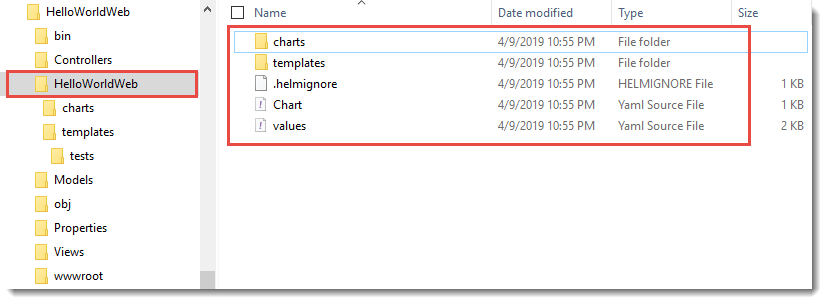 HelloWorldWeb
bin
Controllers
HelloWorldWeb
charts
templates
tests
Models
obj
Properties
Views
wwwroot
Name Date modified Type Size
charts 4/9/2019 10:55 PM File folder
templates 4/9/2019 10:55 PM File folder
.helmignore 4/9/2019 10:55 PM HELMIGNORE File 1 KB
Chart 4/9/2019 10:55 PM Yaml Source File 1 KB
values 4/9/2019 10:55 PM Yaml Source File 2 KB